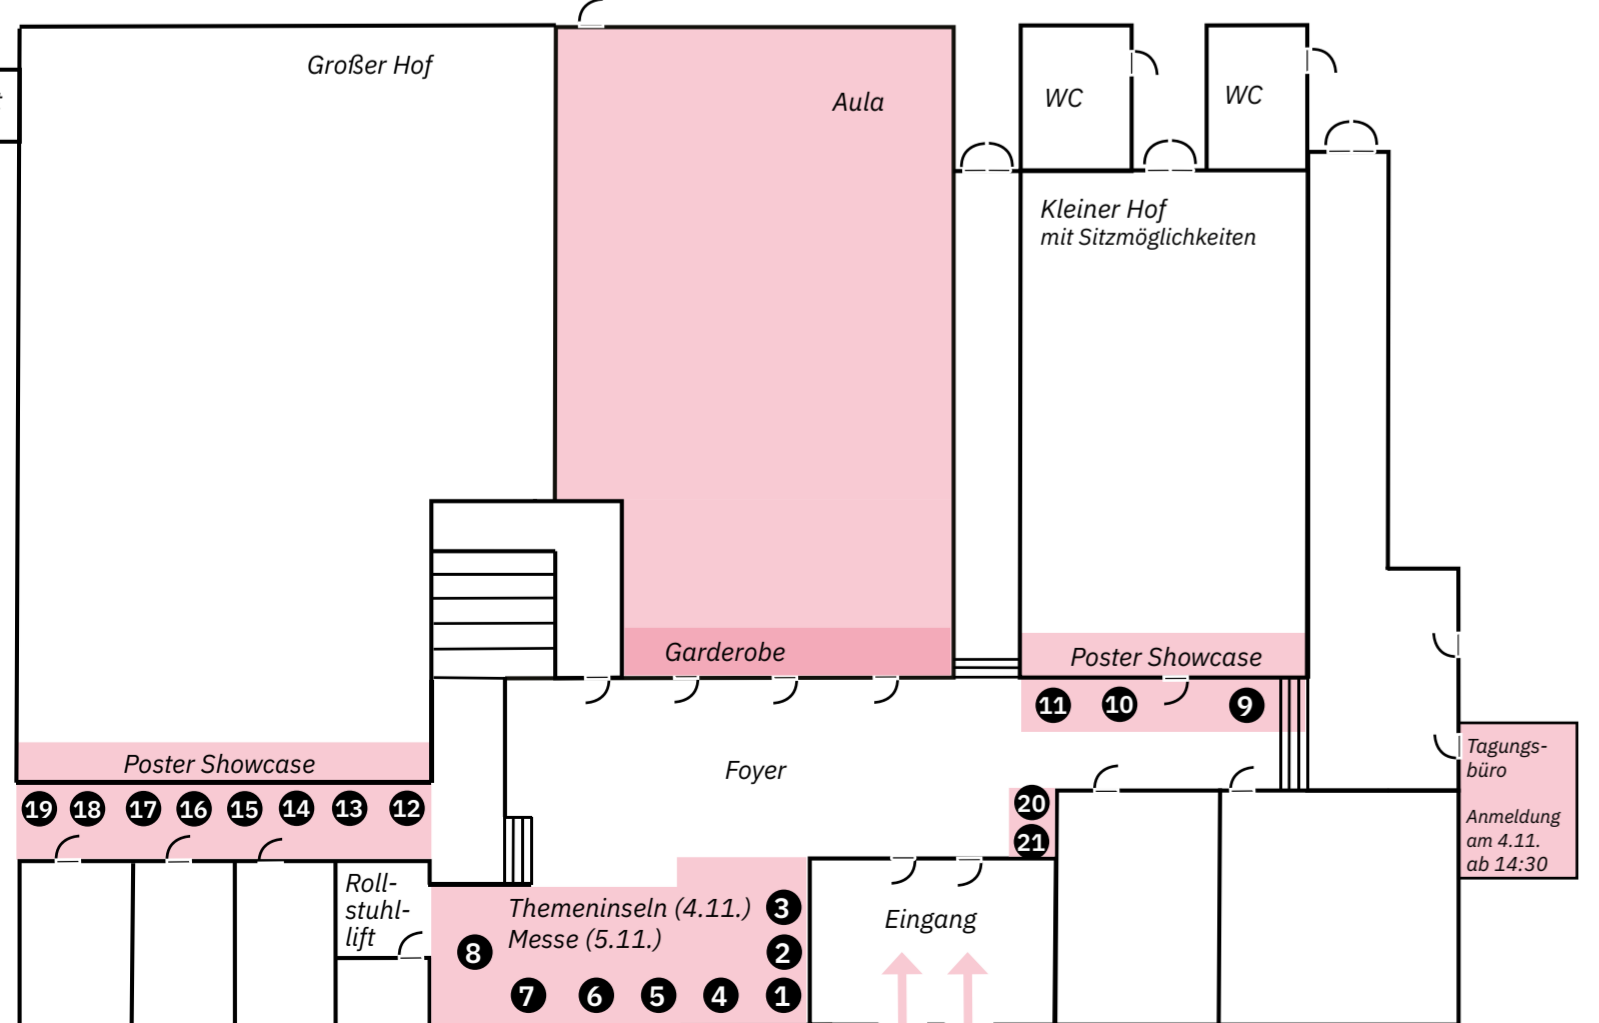 Großer Hof
Aula
WC
WC
Kleiner Hof
mit Sitzmöglichkeiten
Garderobe
Poster Showcase
11 10 9
Poster Showcase
Foyer
Tagungs-
büro
Anmeldung
am 4.11.
ab 14:30
19 18 17 16 15 14 13 12
20
21
Roll-
stuhl-
lift
Themeninseln (4.11.)
Messe (5.11.)
3
2
8
7 6 5 4 1
Eingang